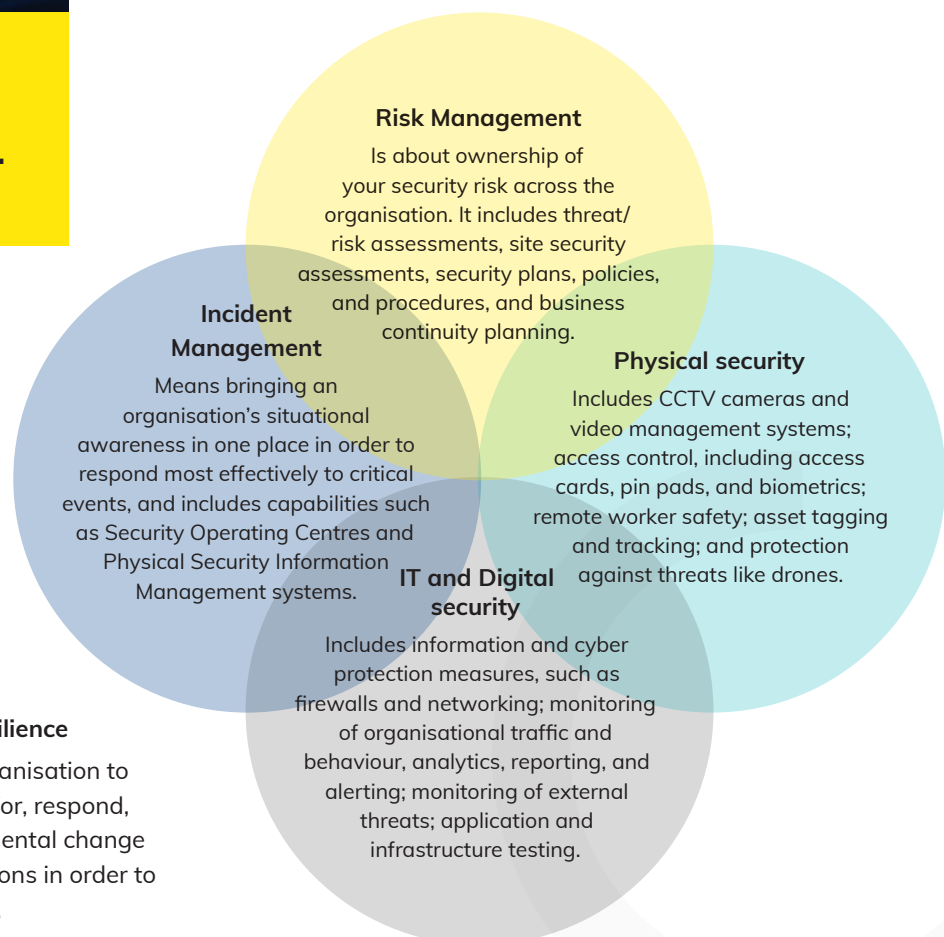 Risk Management
Is about ownership of
your security risk across the
organisation. It includes threat/
risk assessments, site security
assessments, security plans, policies,
and procedures, and business
continuity planning.
Incident
Management
Means bringing an
organisation’s situational
awareness in one place in order to
respond most effectively to critical
events, and includes capabilities such
as Security Operating Centres and
Physical Security Information
Management systems.
Physical security
Includes CCTV cameras and
video management systems;
access control, including access
cards, pin pads, and biometrics;
remote worker safety; asset tagging
and tracking; and protection
against threats like drones.
IT and Digital
security
Includes information and cyber
protection measures, such as
firewalls and networking; monitoring
of organisational traffic and
behaviour, analytics, reporting, and
alerting; monitoring of external
threats; application and
infrastructure testing.
ilience
anisation to
or, respond,
ental change
ons in order to